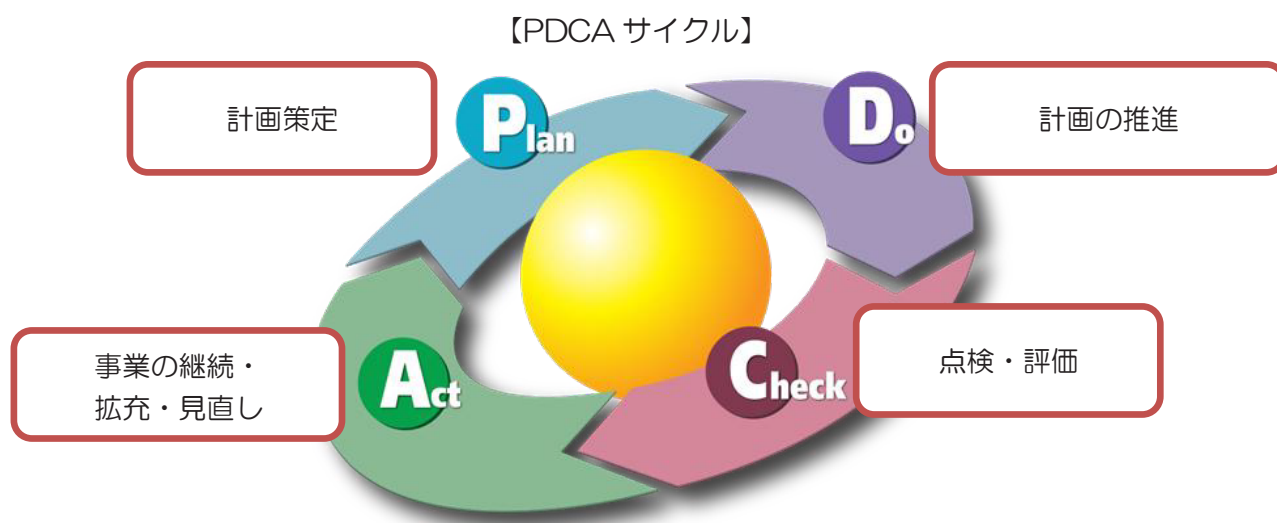 【PDCA サイクル】
計画策定
Plan
Do
計画の推進
事業の継続・
拡充・見直し
Act
Check
点検・評価